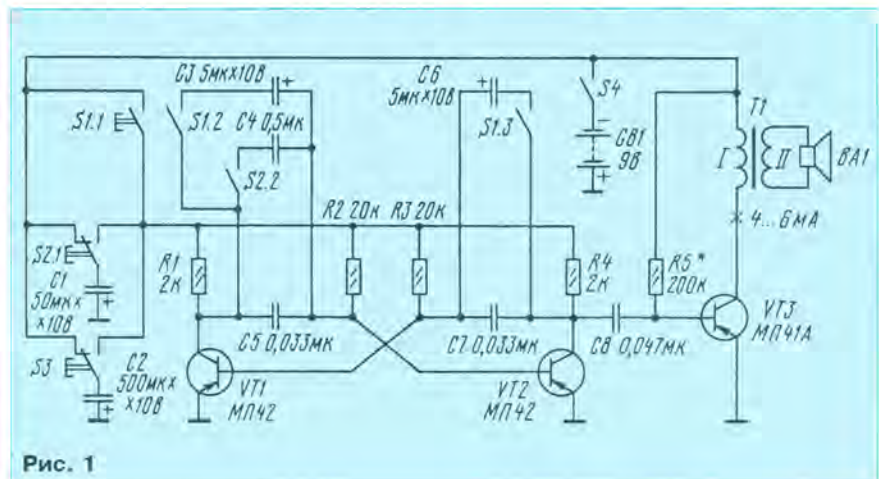 C3 5мк×10В
C6
5мк×10В
S4
S1.1
S1.2
C4 0,5мк
S1.3
GB1
9В
T1
I
II
BA1
S2.2
R2 20к
R3 20к
× 4...6мА
S2.1
C1
50мк×
×10В
R1
2к
R4
2к
R5*
200к
C5 0,033мк
C7 0,033мк
C8 0,047мк
VT3
МП41А
S3
C2
500мк×
×10В
VT1
МП42
VT2
МП42
Рис. 1